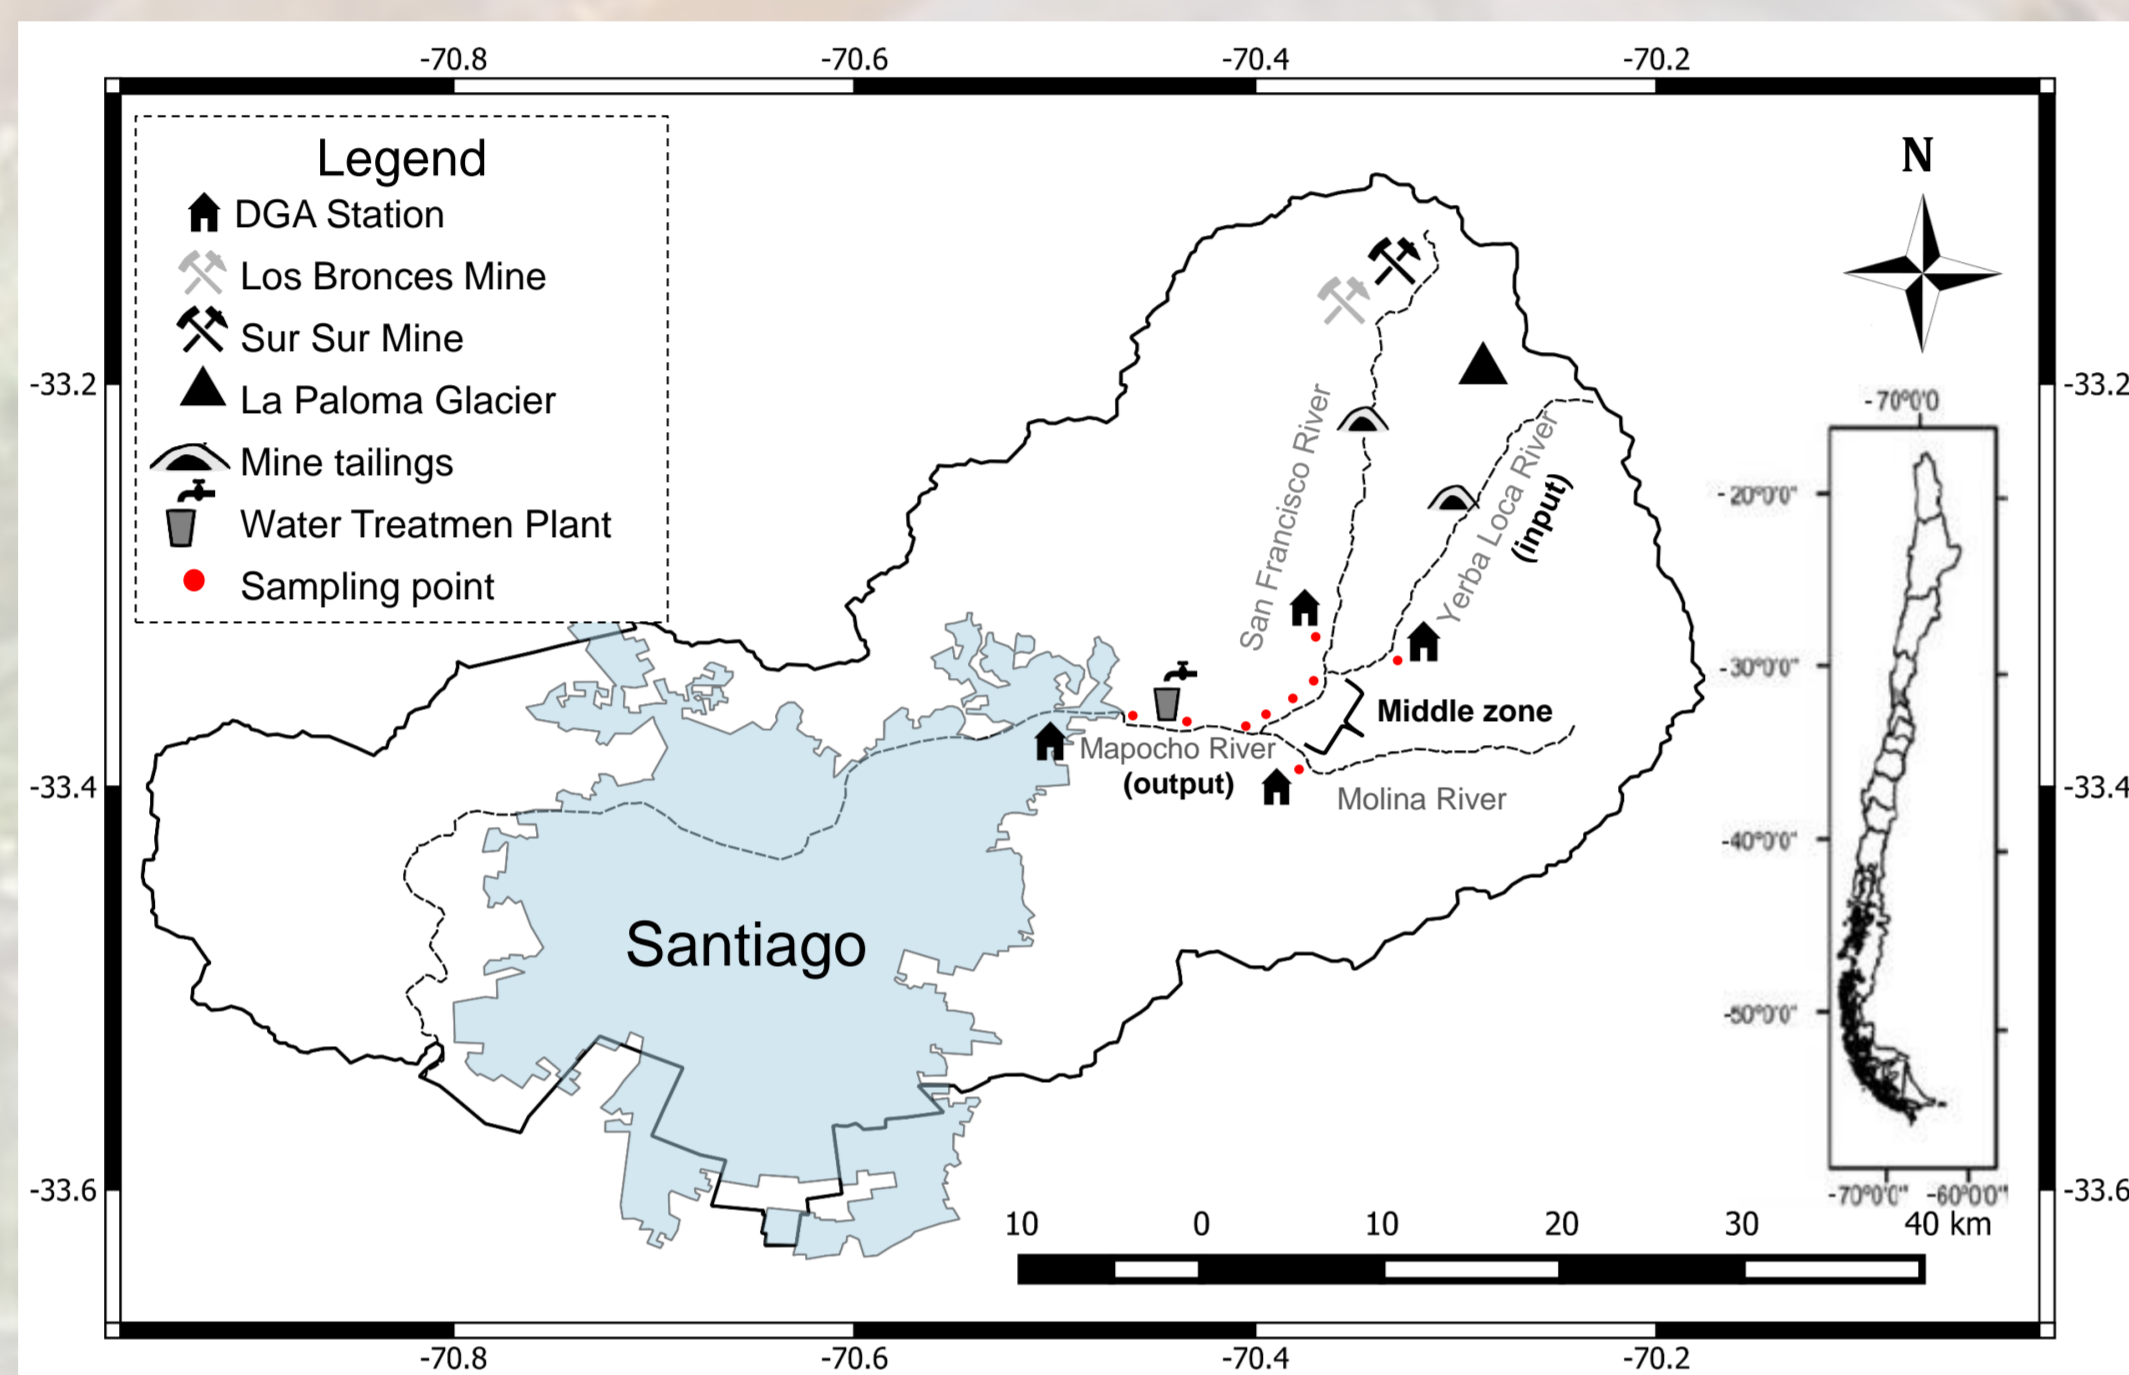 -70.8 -70.6 -70.4 -70.2
Legend
DGA Station
Los Bronces Mine
Sur Sur Mine
La Paloma Glacier
Mine tailings
Water Treatmen Plant
Sampling point
N
-33.2 -33.2
-70°0'0
-20°0'0"
-30°0'0"
-40°0'0"
-50°0'0"
-70°0'0" -60°0'0"
San Francisco River
Yerba Loca River
(input)
Middle zone
Mapocho River
(output)
Molina River
-33.4 -33.4
Santiago
-33.6 -33.6
10 0 10 20 30 40 km
-70.8 -70.6 -70.4 -70.2